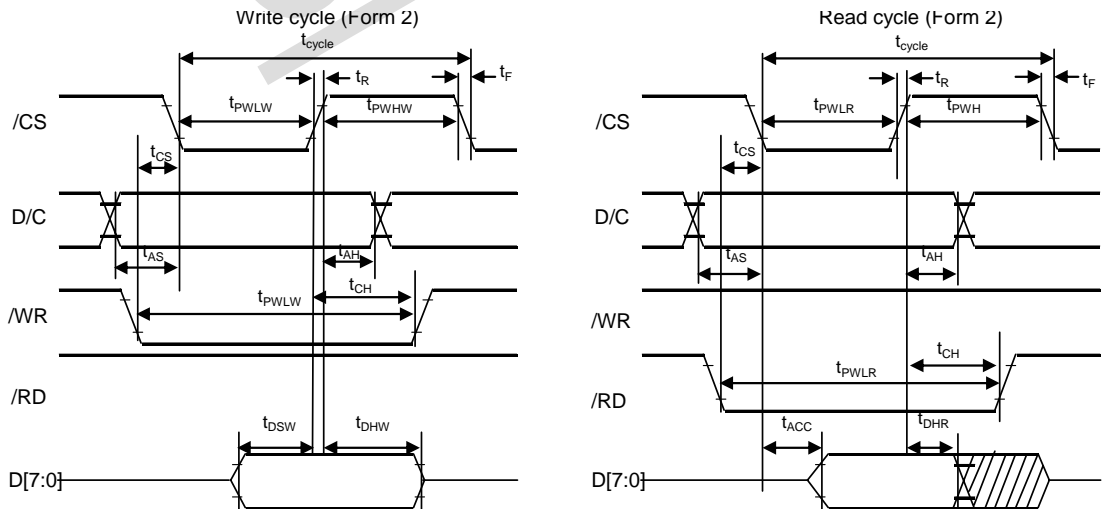 Write cycle (Form 2)
tcycle
tR
tF
/CS
tPWLW
tPWHW
tCS
D/C
tAS
tAH
/WR
tPWLW
tCH
/RD
tDSW
tDHW
D[7:0]
Read cycle (Form 2)
tcycle
tR
tF
/CS
tPWLR
tPWH
tCS
D/C
tAS
tAH
/WR
tCH
tPWLR
/RD
tACC
tDHR
D[7:0]